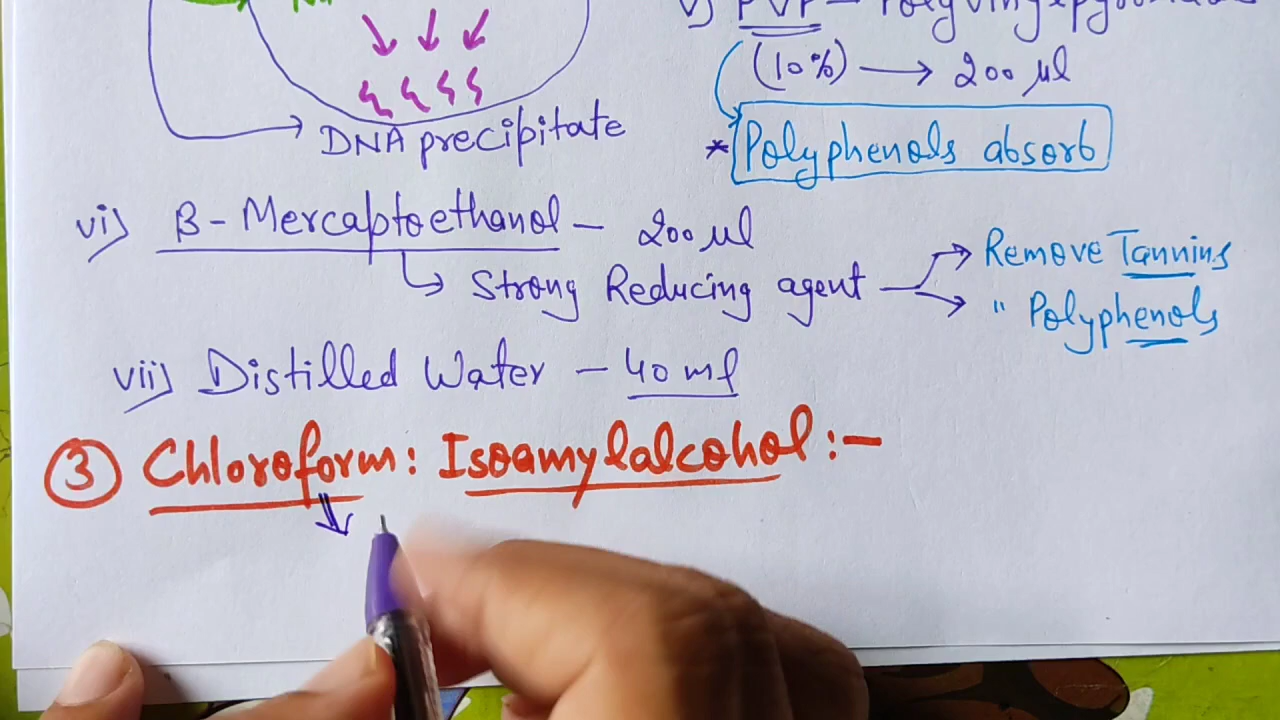 v) PVP –
(10%) → 200 μl
DNA precipitate
* Polyphenols absorb
vi) β- Mercaptoethanol – 200 μl
↳ Strong Reducing agent → Remove Tannins
→ " Polyphenols
vii) Distilled Water – 40 ml
③ Chloroform: Isoamylalcohol:-